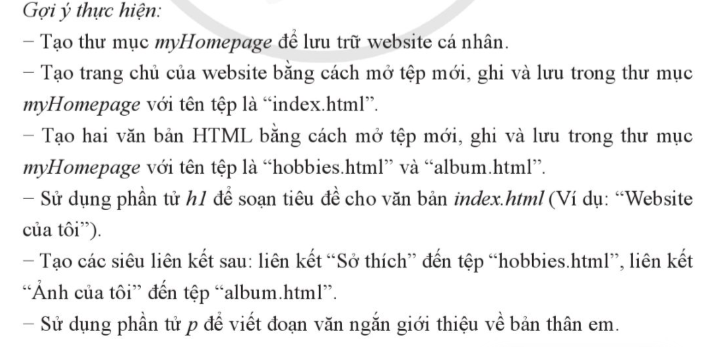 Gợi ý thực hiện:
− Tạo thư mục myHomepage để lưu trữ website cá nhân.
− Tạo trang chủ của website bằng cách mở tệp mới, ghi và lưu trong thư mục
myHomepage với tên tệp là “index.html”.
− Tạo hai văn bản HTML bằng cách mở tệp mới, ghi và lưu trong thư mục
myHomepage với tên tệp là “hobbies.html” và “album.html”.
− Sử dụng phần tử h1 để soạn tiêu đề cho văn bản index.html (Ví dụ: “Website
của tôi”).
− Tạo các siêu liên kết sau: liên kết “Sở thích” đến tệp “hobbies.html”, liên kết
“Ảnh của tôi” đến tệp “album.html”.
− Sử dụng phần tử p để viết đoạn văn ngắn giới thiệu về bản thân em.